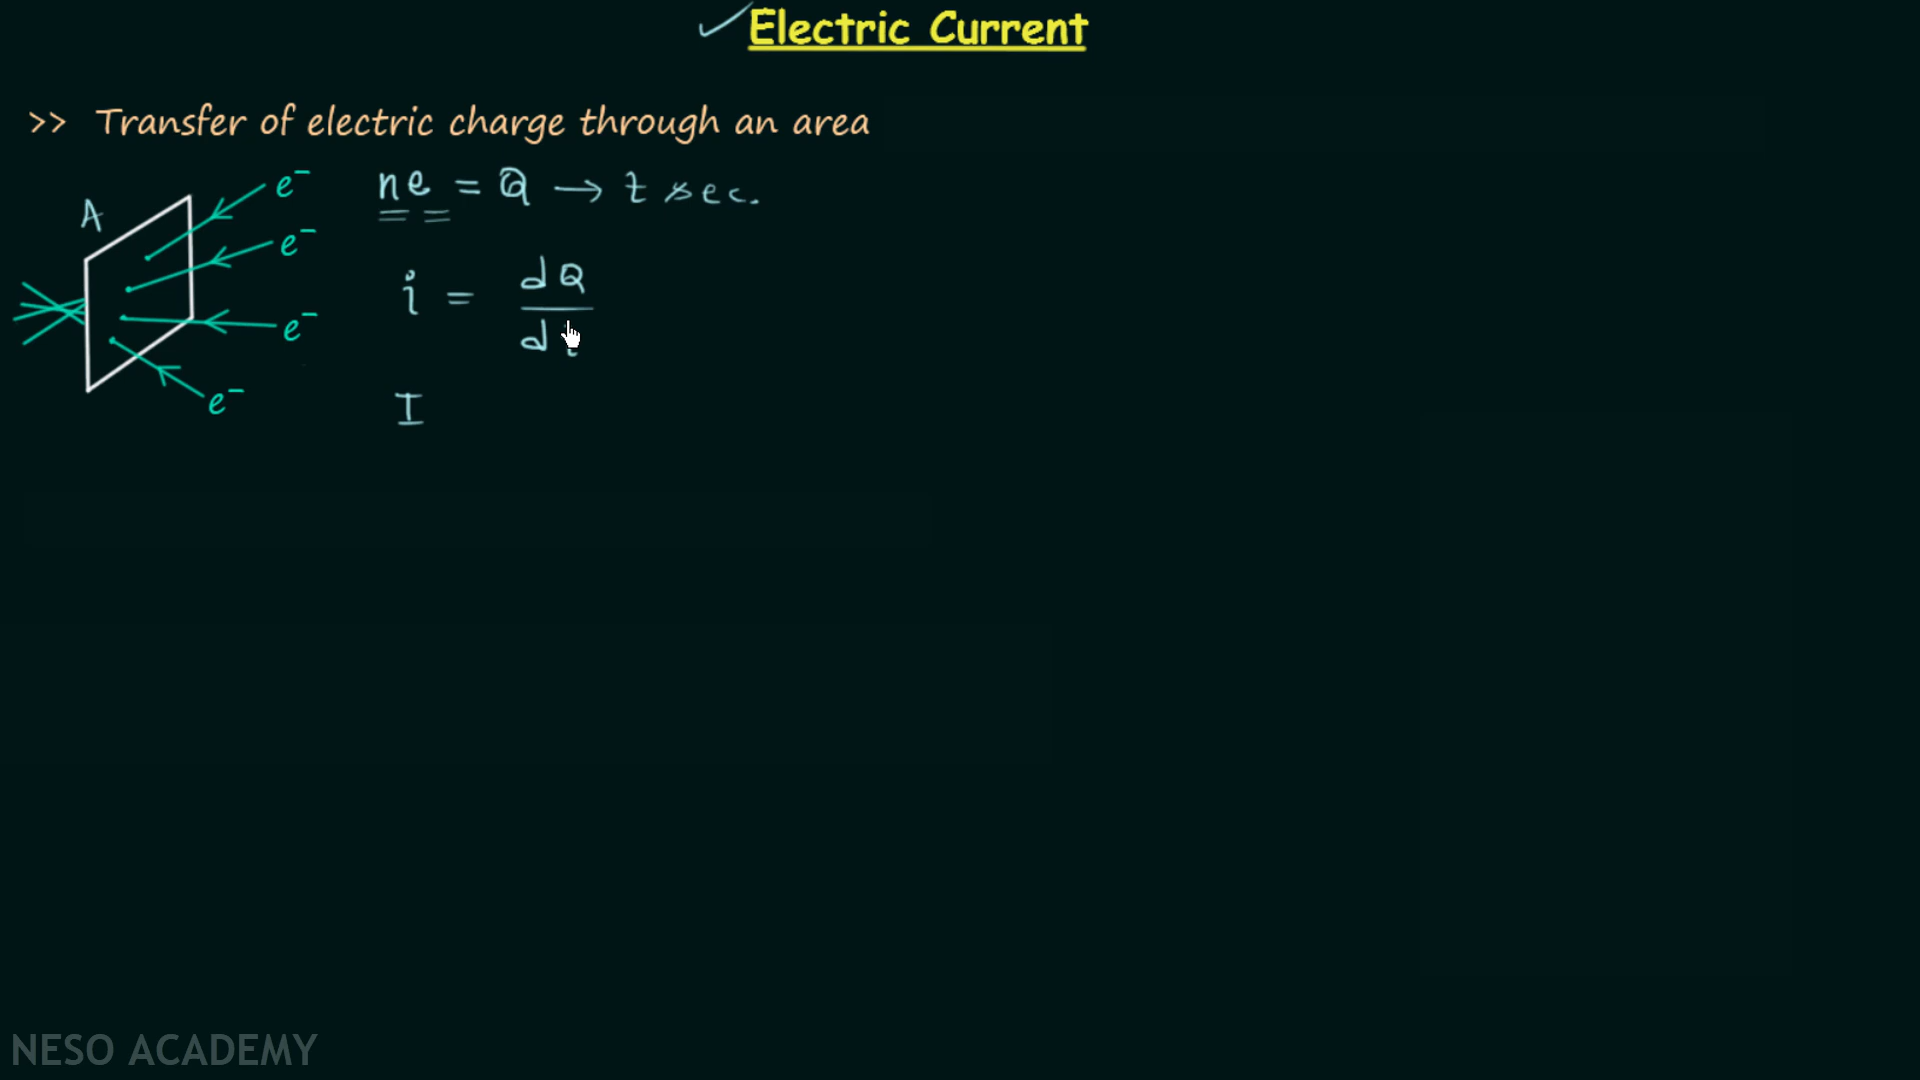 Electric Current
>> Transfer of electric charge through an area
A
e⁻
e⁻
e⁻
e⁻
ne = Q → t sec.
i = dQ/dt
I
NESO ACADEMY